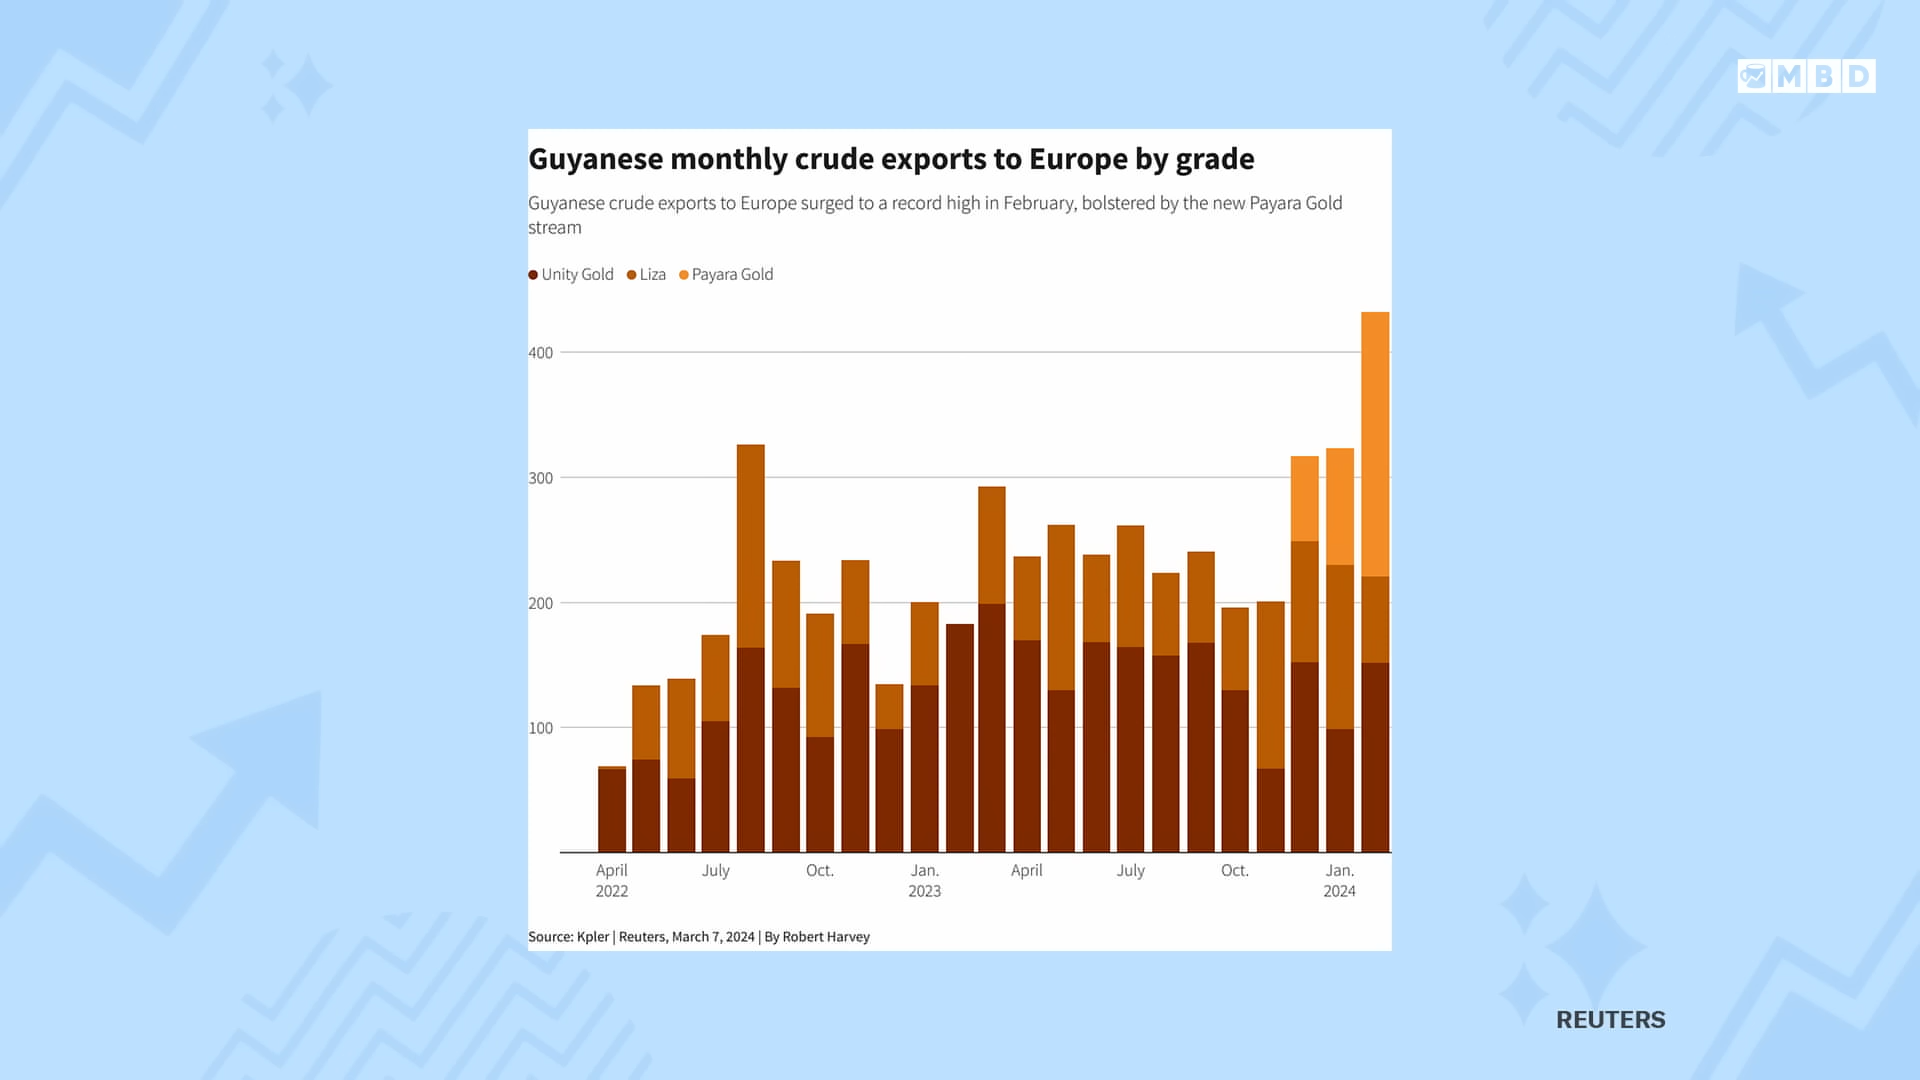 MBD
Guyanese monthly crude exports to Europe by grade
Guyanese crude exports to Europe surged to a record high in February, bolstered by the new Payara Gold
stream
Unity Gold Liza Payara Gold
400
300
200
100
April July Oct. Jan. April July Oct. Jan.
2022 2023 2024
Source: Kpler | Reuters, March 7, 2024 | By Robert Harvey
REUTERS